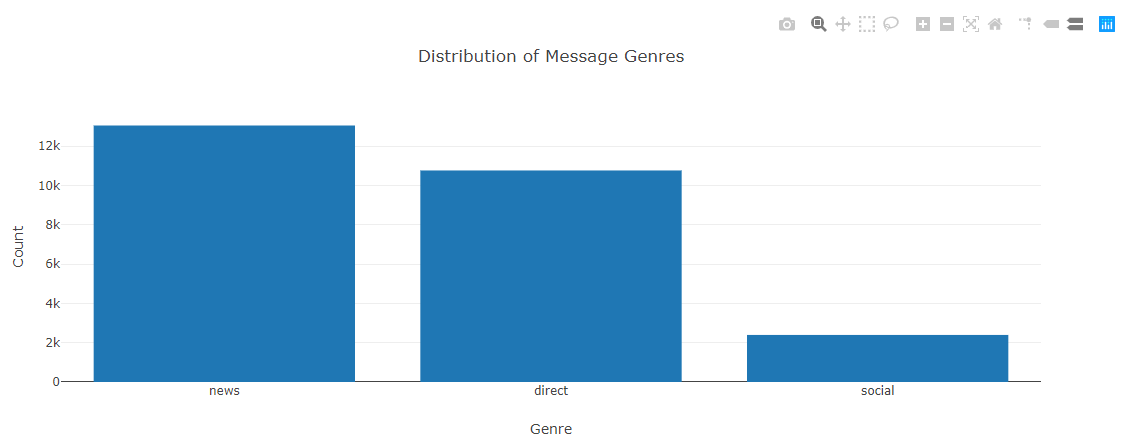 Distribution of Message Genres
12k
10k
8k
6k
4k
2k
0
Count
news
direct
social
Genre